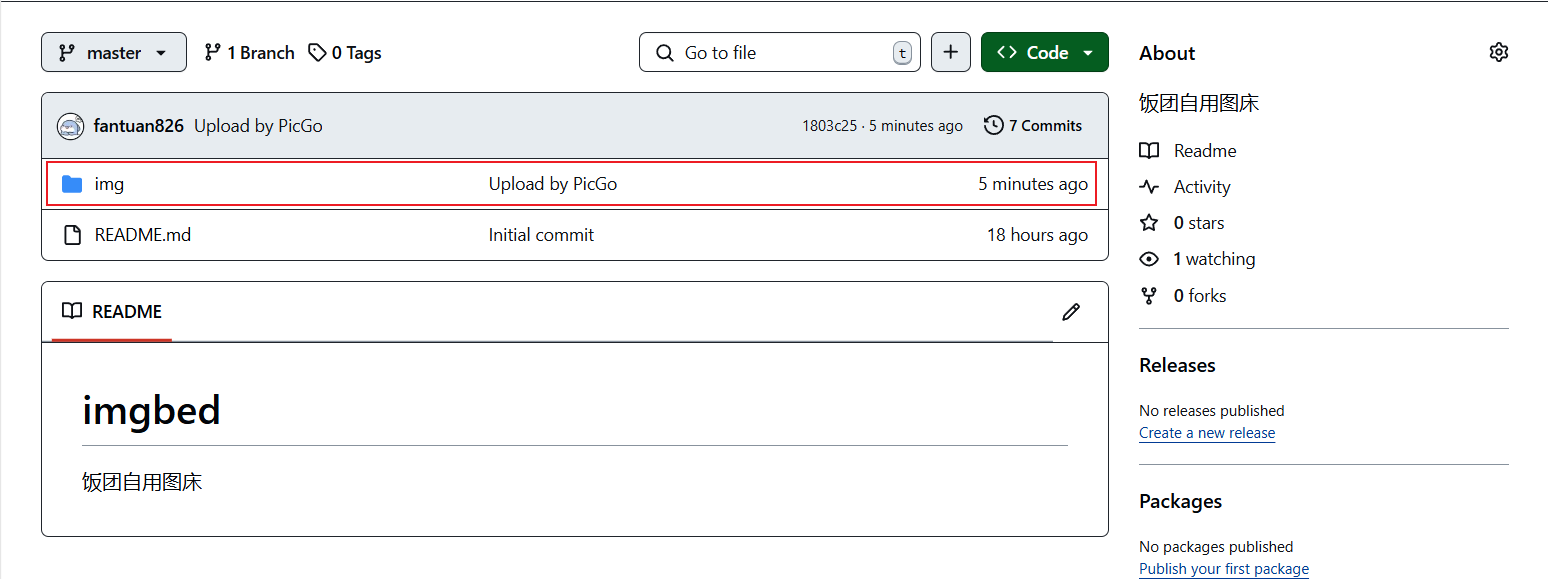 master 1 Branch 0 Tags Go to file t Code
fantuan826 Upload by PicGo 1803c25 · 5 minutes ago 7 Commits
img Upload by PicGo 5 minutes ago
README.md Initial commit 18 hours ago
README
imgbed
饭团自用图床
About
饭团自用图床
Readme
Activity
0 stars
1 watching
0 forks
Releases
No releases published
Create a new release
Packages
No packages published
Publish your first package